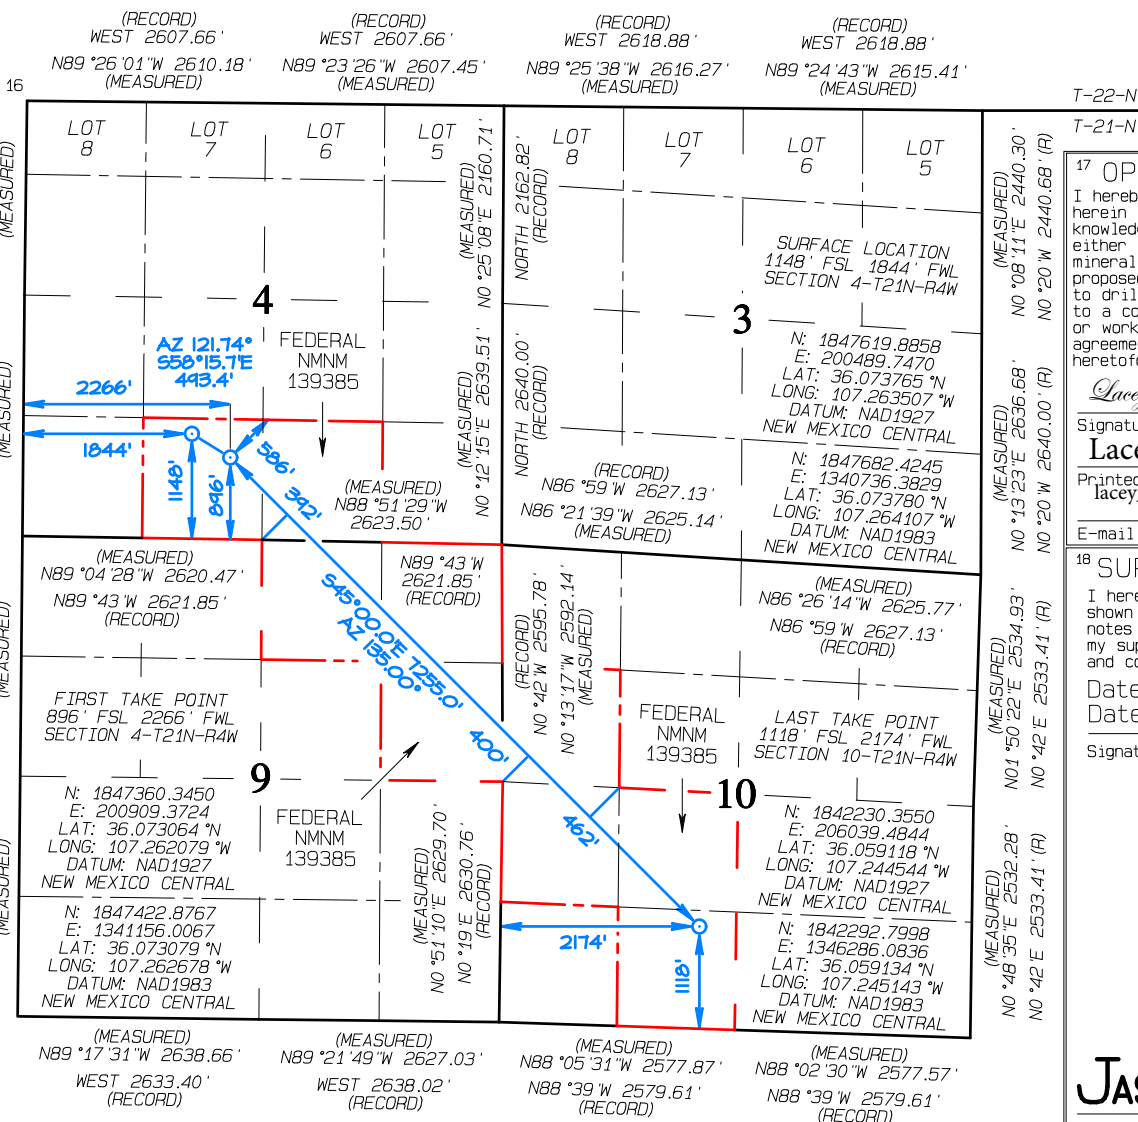 (RECORD)
WEST 2607.66'
N89°26'01"W 2610.18'
(MEASURED)
(RECORD)
WEST 2607.66'
N89°23'26"W 2607.45'
(MEASURED)
(RECORD)
WEST 2618.88'
N89°25'38"W 2616.27'
(MEASURED)
(RECORD)
WEST 2618.88'
N89°24'43"W 2615.41'
(MEASURED)
16
T-22-N
T-21-N
LOT
8
LOT
7
LOT
6
LOT
5
LOT
8
LOT
7
LOT
6
LOT
5
(MEASURED)
(MEASURED)
(MEASURED)
(MEASURED)
(MEASURED)
N0°25'08"E 2160.71'
NORTH 2162.82'
(RECORD)
(MEASURED)
N0°12'15"E 2639.51'
NORTH 2640.00'
(RECORD)
(MEASURED)
N0°08'11"E 2440.30'
N0°20'W 2440.68'(R)
(MEASURED)
N0°13'23"E 2636.68'
N0°20'W 2640.00'(R)
SURFACE LOCATION
1148' FSL 1844' FWL
SECTION 4-T21N-R4W
N: 1847619.8858
E: 200489.7470
LAT: 36.073765°N
LONG: 107.263507°W
DATUM: NAD1927
NEW MEXICO CENTRAL
N: 1847682.4245
E: 1340736.3829
LAT: 36.073780°N
LONG: 107.264107°W
DATUM: NAD1983
NEW MEXICO CENTRAL
4
3
FEDERAL
NMNM
139385
AZ 121.74°
S58°15.7'E
493.4'
2266'
1844'
1148'
896'
586'
392'
(MEASURED)
N88°51'29"W
2623.50'
(RECORD)
N86°59'W 2627.13'
N86°21'39"W 2625.14'
(MEASURED)
(MEASURED)
N89°04'28"W 2620.47'
N89°43'W 2621.85'
(RECORD)
N89°43'W
2621.85'
(RECORD)
(MEASURED)
N86°26'14"W 2625.77'
N86°59'W 2627.13'
(RECORD)
S45°00.0'E 7255.0'
AZ 135.00°
(RECORD)
N0°42'W 2595.78'
N0°13'17"W 2592.14'
(MEASURED)
(MEASURED)
N01°50'22"E 2534.93'
N0°42'E 2533.41'(R)
FIRST TAKE POINT
896' FSL 2266' FWL
SECTION 4-T21N-R4W
9
N: 1847360.3450
E: 200909.3724
LAT: 36.073064°N
LONG: 107.262079°W
DATUM: NAD1927
NEW MEXICO CENTRAL
N: 1847422.8767
E: 1341156.0067
LAT: 36.073079°N
LONG: 107.262678°W
DATUM: NAD1983
NEW MEXICO CENTRAL
FEDERAL
NMNM
139385
400'
462'
FEDERAL
NMNM
139385
LAST TAKE POINT
1118' FSL 2174' FWL
SECTION 10-T21N-R4W
10
N: 1842230.3550
E: 206039.4844
LAT: 36.059118°N
LONG: 107.244544°W
DATUM: NAD1927
NEW MEXICO CENTRAL
N: 1842292.7998
E: 1346286.0836
LAT: 36.059134°N
LONG: 107.245143°W
DATUM: NAD1983
NEW MEXICO CENTRAL
(MEASURED)
N0°51'10"E 2629.70'
N0°19'E 2630.76'
(RECORD)
(MEASURED)
N0°48'35"E 2532.28'
N0°42'E 2533.41'(R)
2174'
1118'
(MEASURED)
N89°17'31"W 2638.66'
WEST 2633.40'
(RECORD)
(MEASURED)
N89°21'49"W 2627.03'
WEST 2638.02'
(RECORD)
(MEASURED)
N88°05'31"W 2577.87'
N88°39'W 2579.61'
(RECORD)
(MEASURED)
N88°02'30"W 2577.57'
N88°39'W 2579.61'
(RECORD)
17 OP
I hereb
herein
knowled
either
mineral
propose
to dril
to a co
or work
agreeme
heretofo
Lacey
Signatu
Lace
Printed
lacey.
E-mail
18 SUR
I here
shown
notes
my sup
and co
Date
Date
Signat
JAS